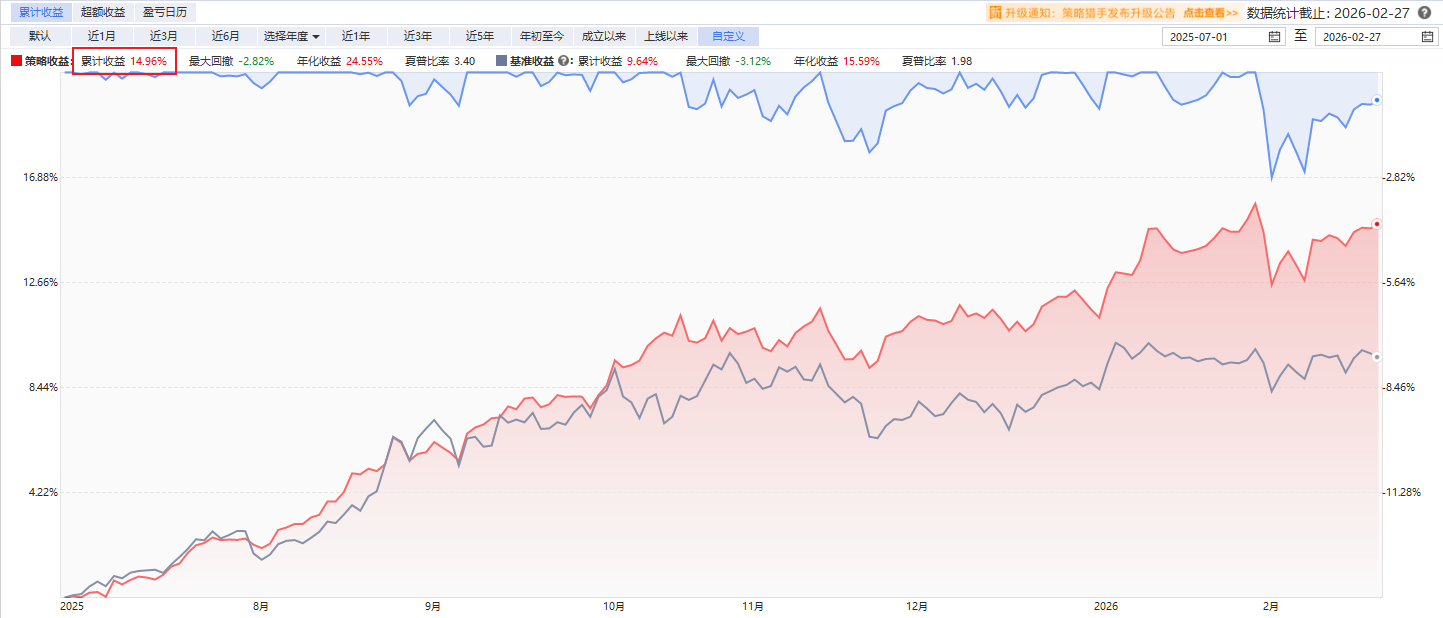 累计收益 超额收益 盈亏日历 新 升级通知：策略猎手发布升级公告 点击查看>> 数据统计截止: 2026-02-27 ?
默认 近1月 近3月 近6月 选择年度 近1年 近3年 近5年 年初至今 成立以来 上线以来 自定义 2025-07-01 至 2026-02-27
策略收益: 累计收益 14.96% 最大回撤 -2.82% 年化收益 24.55% 夏普比率 3.40 基准收益 ?: 累计收益 9.64% 最大回撤 -3.12% 年化收益 15.59% 夏普比率 1.98
16.88% -2.82%
12.66% -5.64%
8.44% -8.46%
4.22% -11.28%
2025 8月 9月 10月 11月 12月 2026 2月